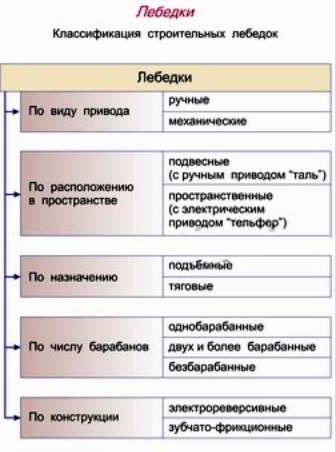 Лебедки
Классификация строительных лебедок
Лебедки
По виду привода
ручные
механические
По расположению
в пространстве
подвесные
(с ручным приводом "таль")
пространственные
(с электрическим
приводом "тельфер")
По назначению
подъёмные
тяговые
По числу барабанов
однобарабанные
двух и более барабанные
безбарабанные
По конструкции
электрореверсивные
зубчато-фрикционные